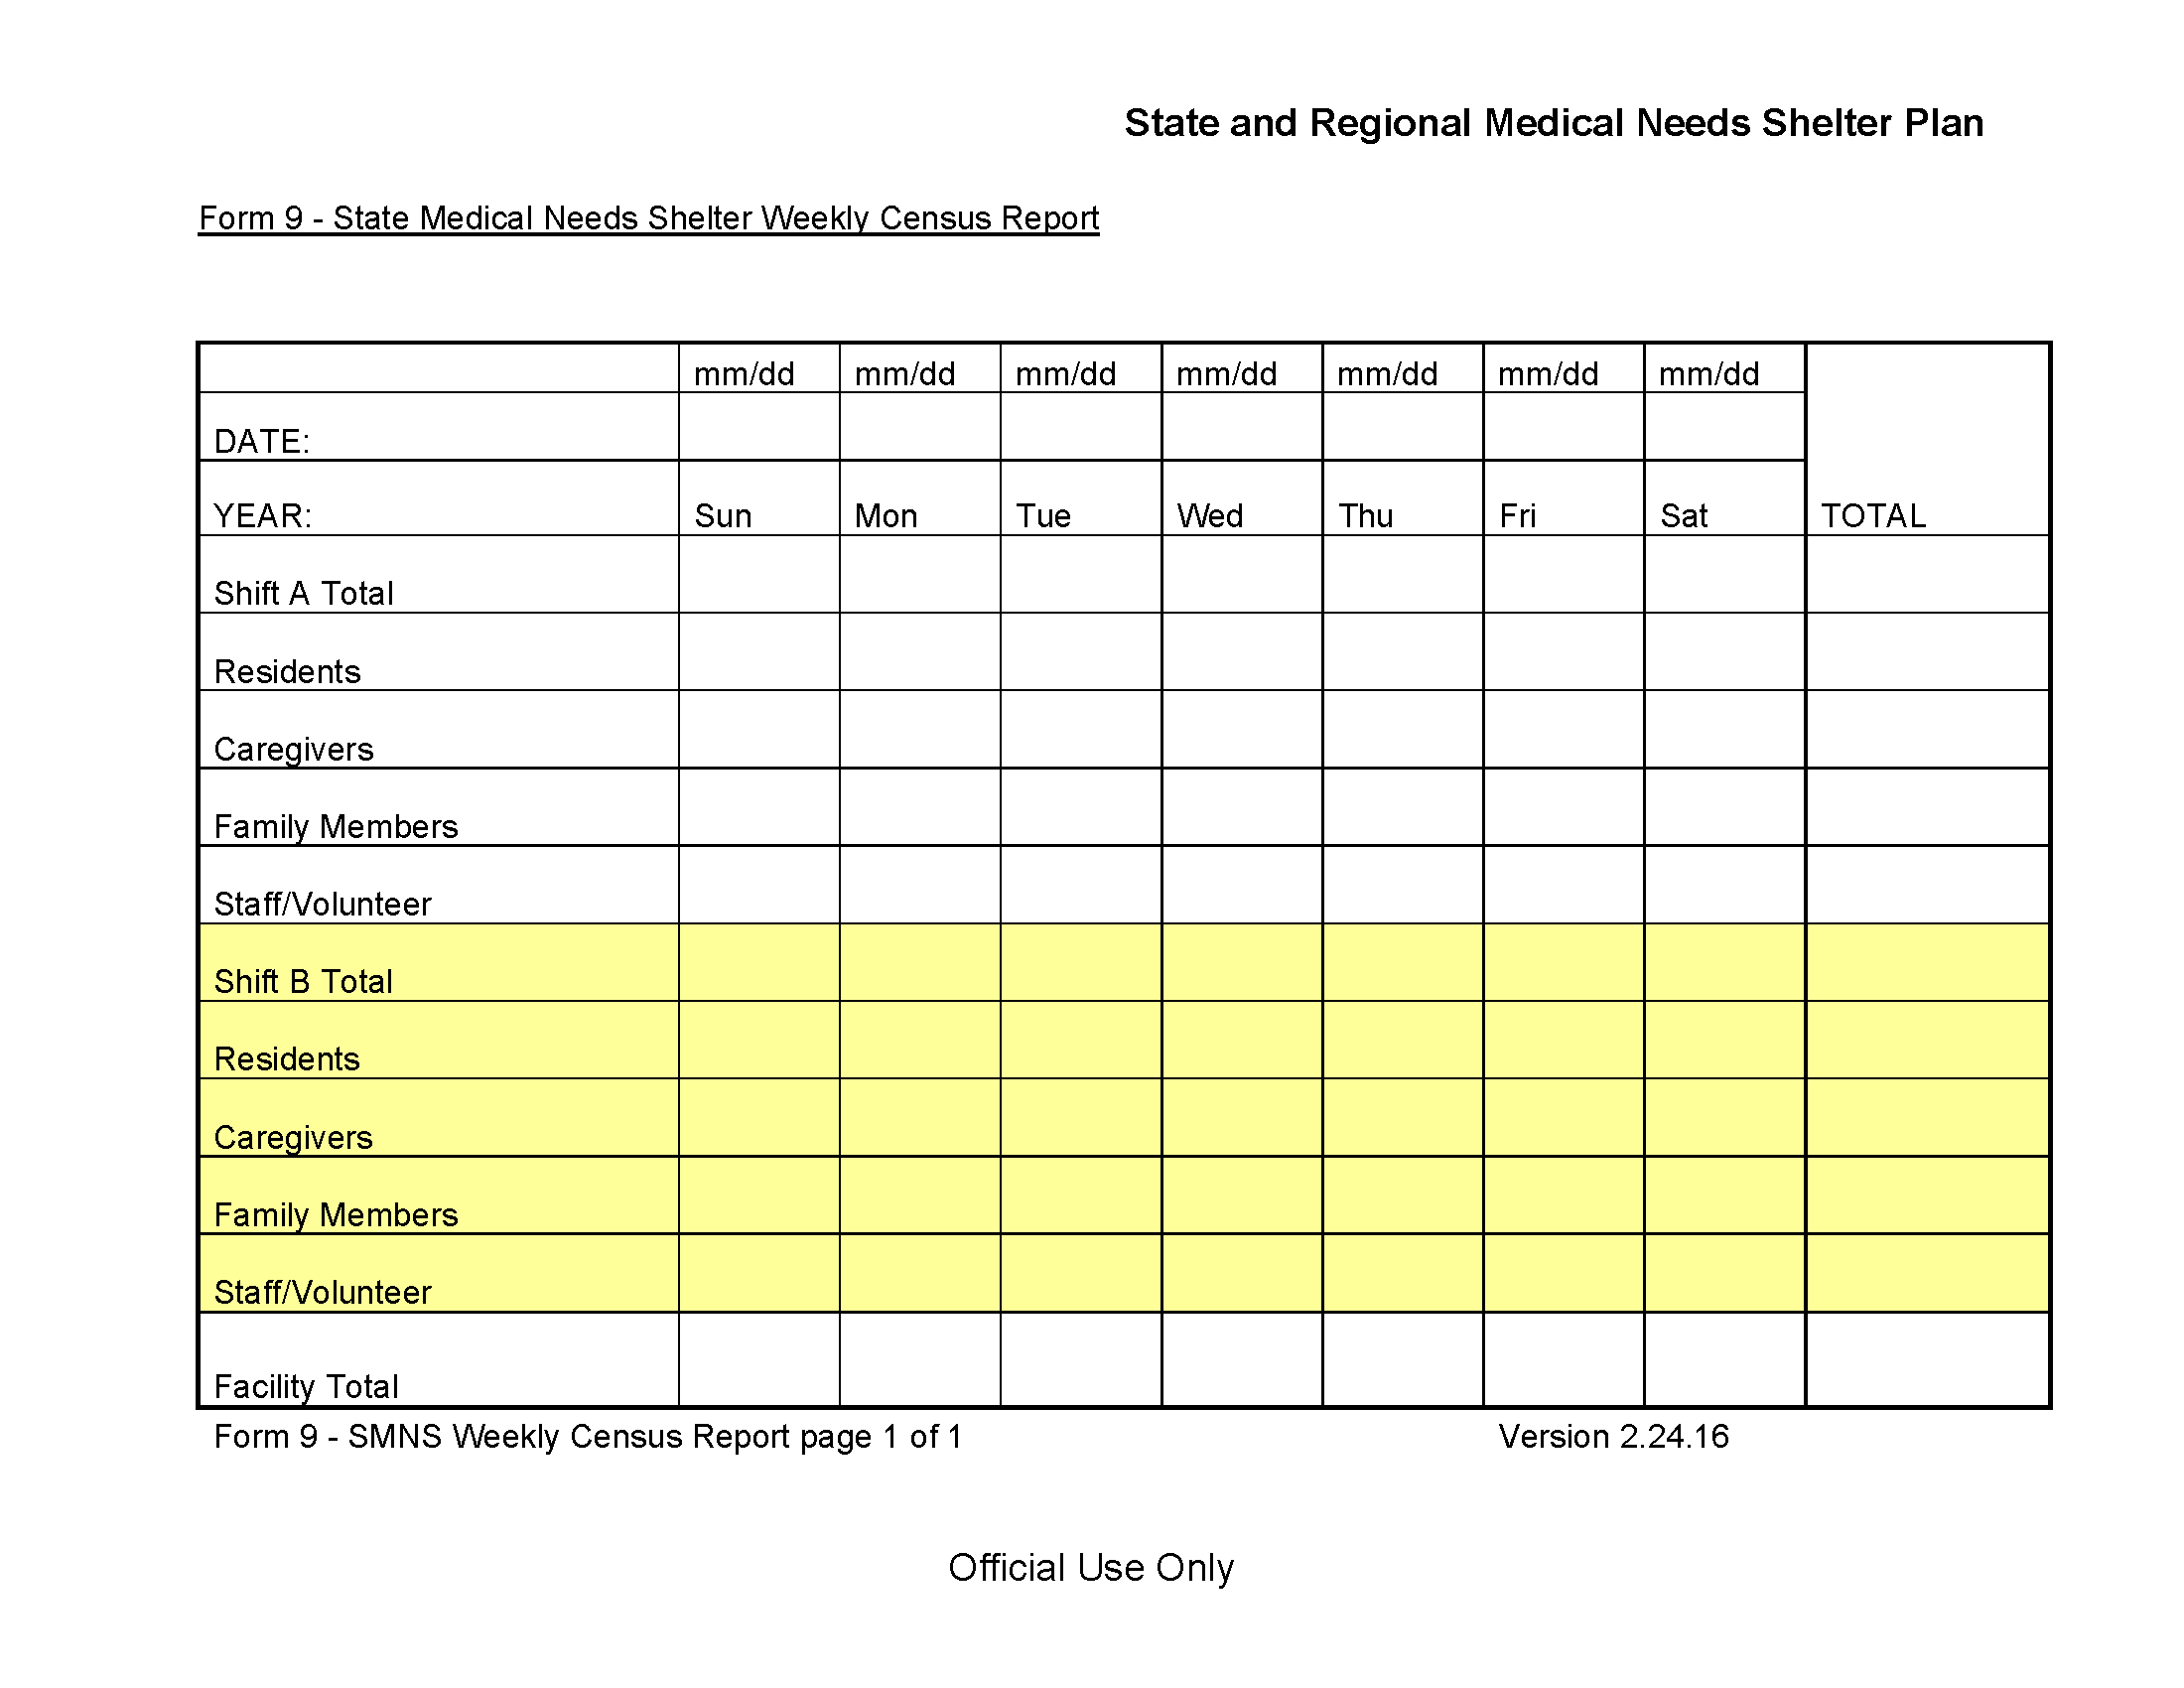 State and Regional Medical Needs Shelter Plan
Form 9 - State Medical Needs Shelter Weekly Census Report
mm/dd mm/dd mm/dd mm/dd mm/dd mm/dd mm/dd
DATE:
YEAR: Sun Mon Tue Wed Thu Fri Sat TOTAL
Shift A Total
Residents
Caregivers
Family Members
Staff/Volunteer
Shift B Total
Residents
Caregivers
Family Members
Staff/Volunteer
Facility Total
Form 9 - SMNS Weekly Census Report page 1 of 1 Version 2.24.16
Official Use Only